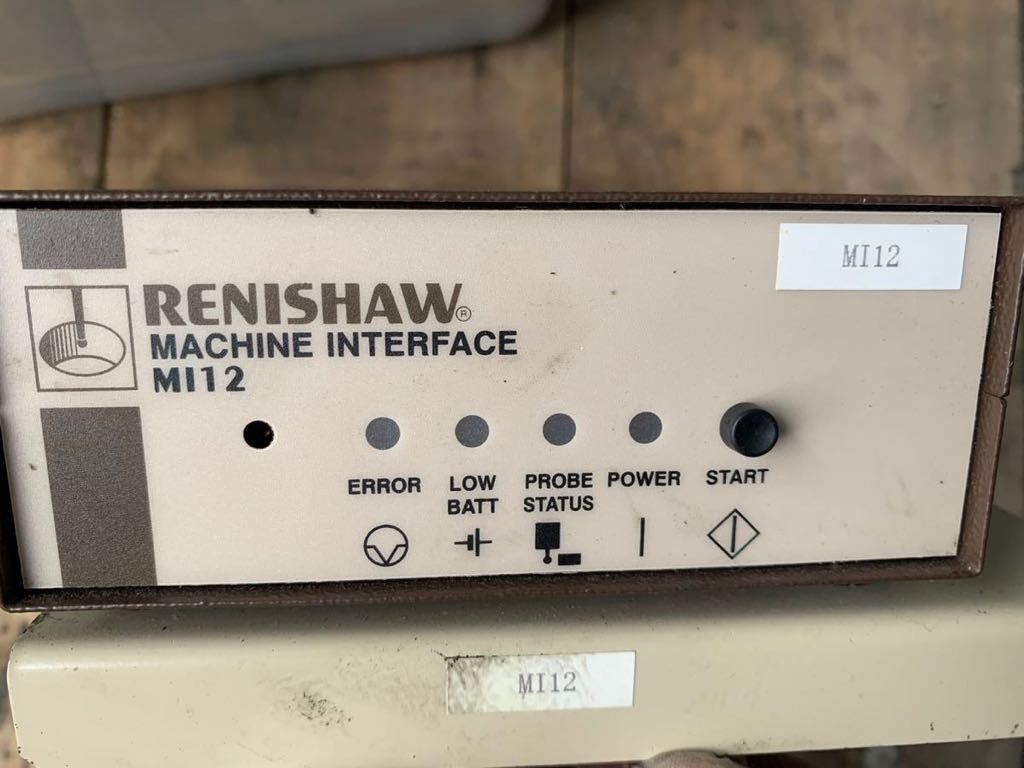 MI12
RENISHAW®
MACHINE INTERFACE
MI12
ERROR
LOW
BATT
PROBE
STATUS
POWER
START
MI12